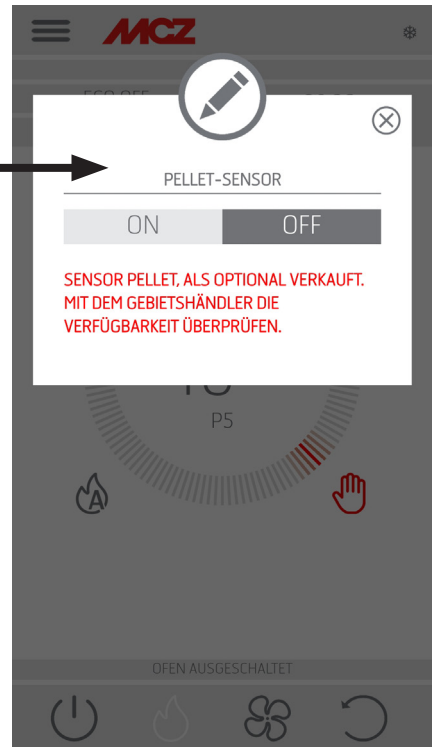 MCZ
PELLET-SENSOR
ON OFF
SENSOR PELLET, ALS OPTIONAL VERKAUFT.
MIT DEM GEBIETSHÄNDLER DIE
VERFÜGBARKEIT ÜBERPRÜFEN.
P5
A
OFEN AUSGESCHALTET